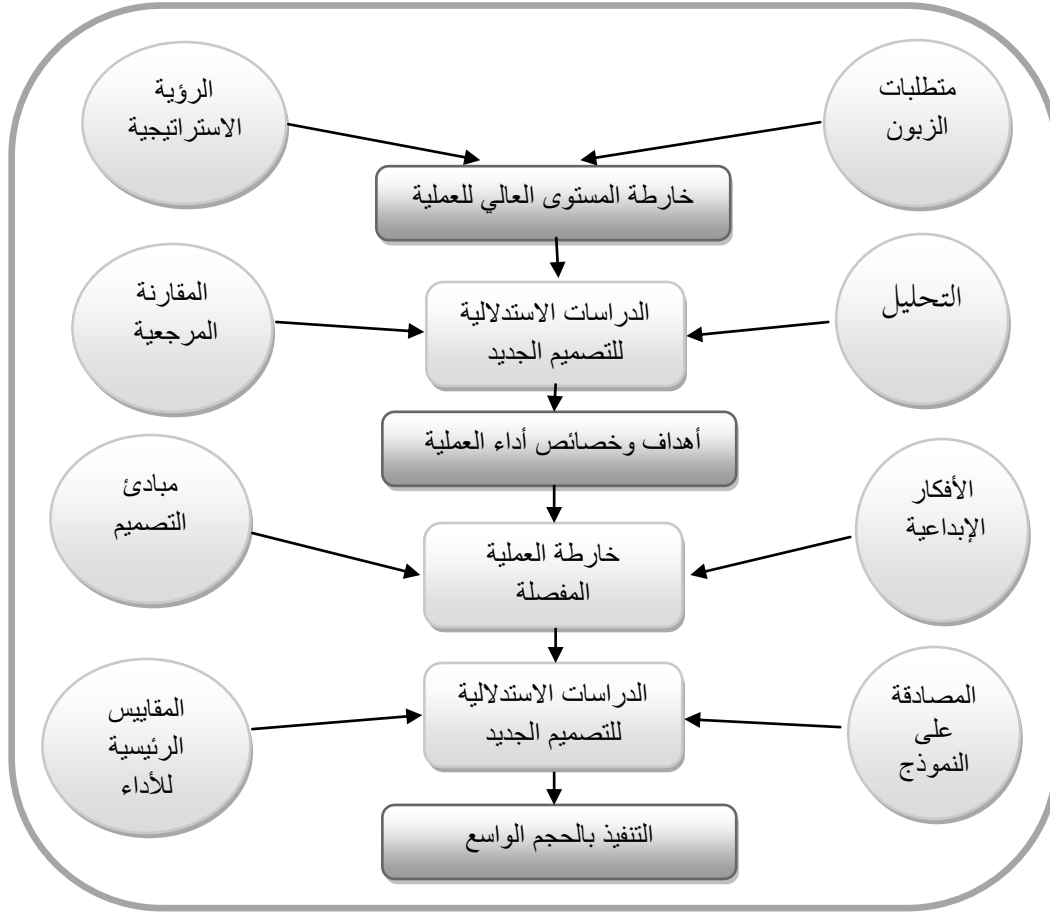 متطلبات
الزبون
الرؤية
الاستراتيجية
خارطة المستوى العالي للعملية
التحليل
المقارنة
المرجعية
الدراسات الاستدلالية
للتصميم الجديد
أهداف وخصائص أداء العملية
الأفكار
الإبداعية
مبادئ
التصميم
خارطة العملية
المفصلة
المصادقة
على
النموذج
الدراسات الاستدلالية
للتصميم الجديد
المقاييس
الرئيسية
للأداء
التنفيذ بالحجم الواسع